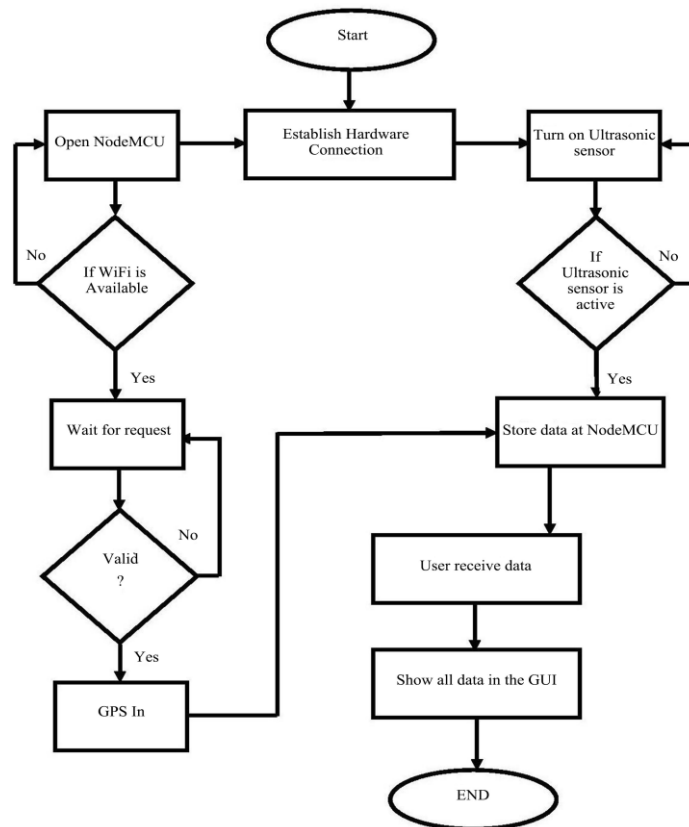 Start
Open NodeMCU
Establish Hardware
Connection
Turn on Ultrasonic
sensor
No
If WiFi is
Available
If
Ultrasonic
sensor is
active
No
Yes
Yes
Wait for request
Store data at NodeMCU
No
Valid
?
User receive data
Yes
GPS In
Show all data in the GUI
END